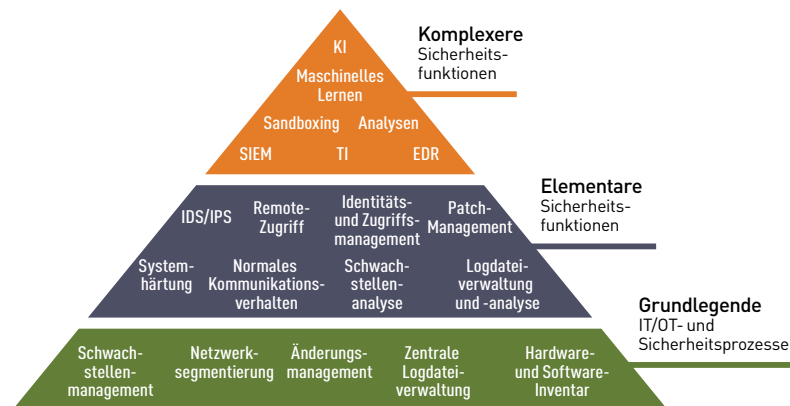 KI
Maschinelles
Lernen
Sandboxing Analysen
SIEM TI EDR
Komplexere
Sicherheits-
funktionen
IDS/IPS
Remote-
Zugriff
Identitäts-
und Zugriffs-
management
Patch-
Management
System-
härtung
Normales
Kommunikations-
verhalten
Schwach-
stellen-
analyse
Logdatei-
verwaltung
und -analyse
Elementare
Sicherheits-
funktionen
Schwach-
stellen-
management
Netzwerk-
segmentierung
Änderungs-
management
Zentrale
Logdatei-
verwaltung
Hardware-
und Software-
Inventar
Grundlegende
IT/OT- und
Sicherheitsprozesse